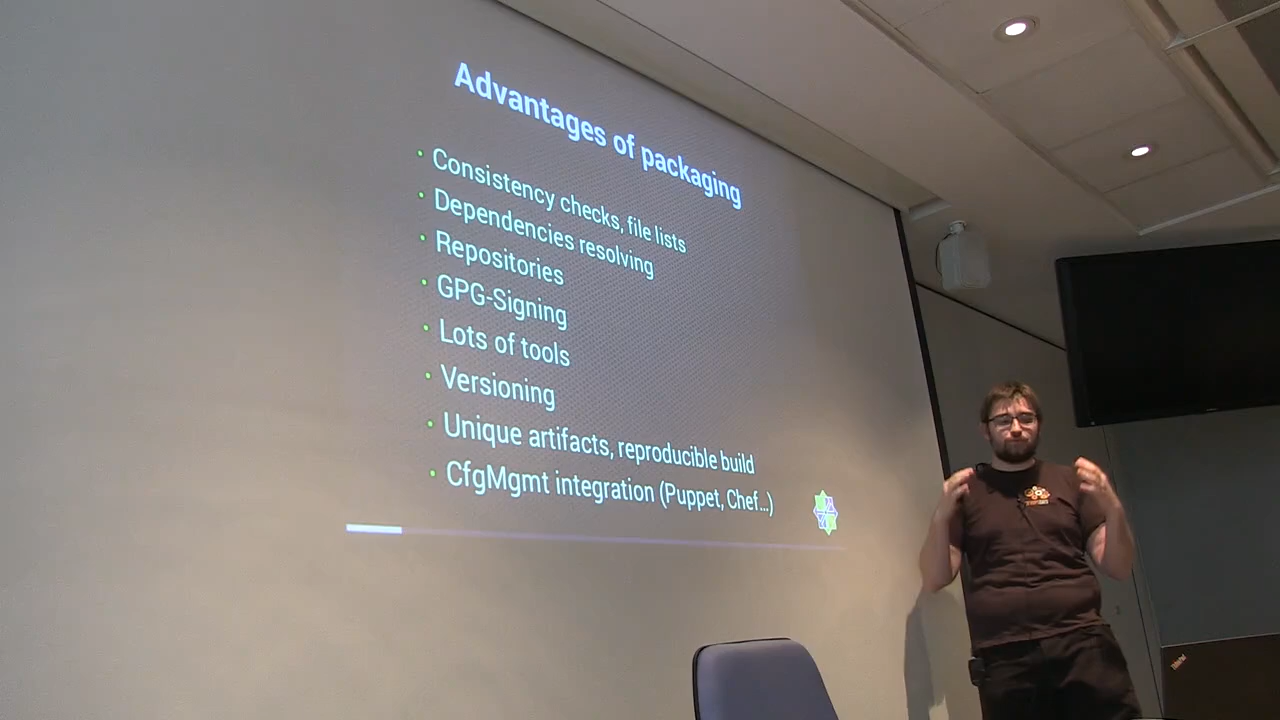 Advantages of packaging
Consistency checks, file lists
Dependencies resolving
Repositories
GPG-Signing
Lots of tools
Versioning
Unique artifacts, reproducible build
CfgMgmt integration (Puppet, Chef...)
ThinkPad